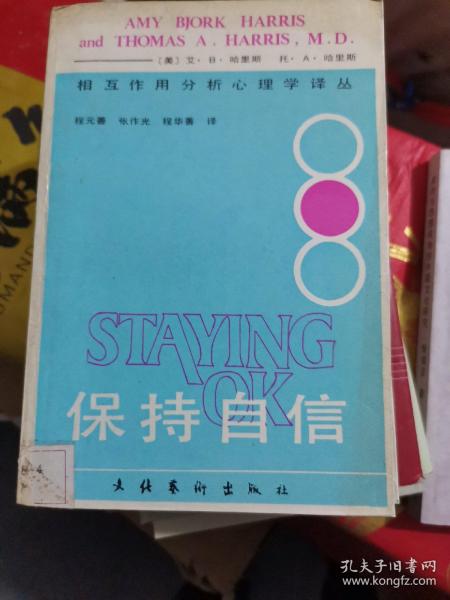 AMY BJORK HARRIS
and THOMAS A. HARRIS, M.D.
〔美〕艾·B·哈里斯 托·A·哈里斯
相互作用分析心理学译丛
程元善 张作光 程华善 译
STAYING
OK
保持自信
文化艺术出版社
孔夫子旧书网
www.kongfz.com